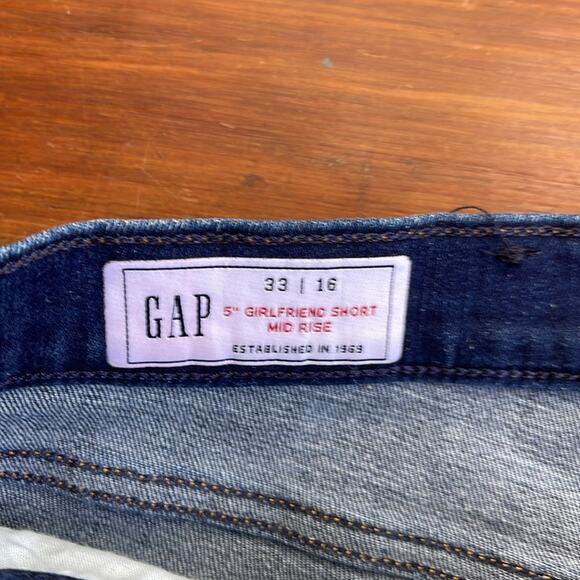 GAP
33 | 16
5" GIRLFRIEND SHORT
MID RISE
ESTABLISHED IN 1969